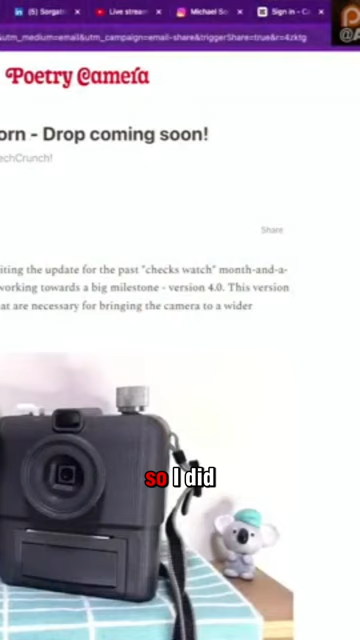 (5) Sorgat
Live stream
Michael So
Sign in - Ca
&utm_medium=email&utm_campaign=email-share&triggerShare=true&r=4zktg
Poetry Camera
orn - Drop coming soon!
echCrunch!
Share
iting the update for the past "checks watch" month-and-a-
working towards a big milestone - version 4.0. This version
at are necessary for bringing the camera to a wider
so I did